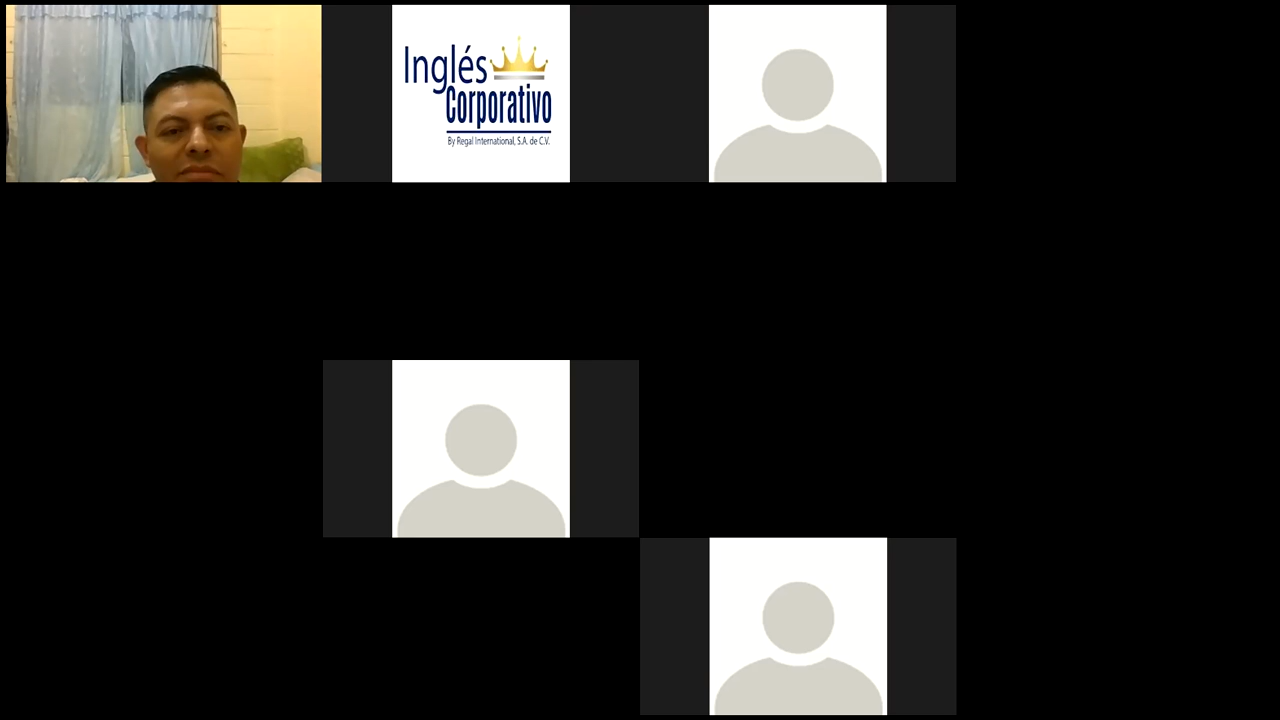 Inglés
Corporativo
By Regal International, S.A. de C.V.